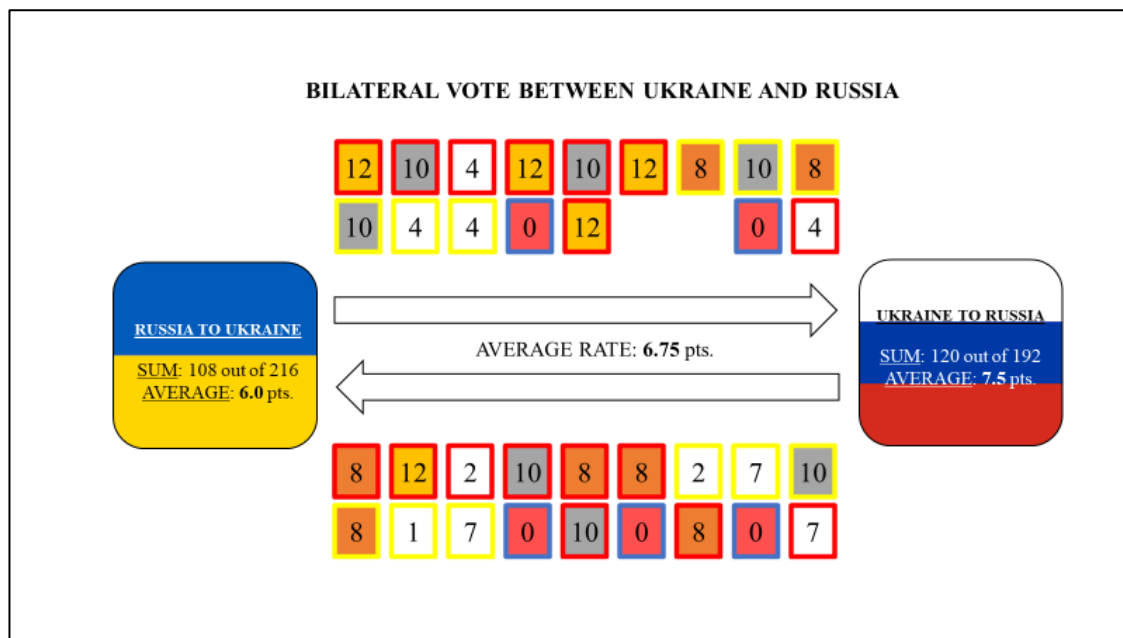 BILATERAL VOTE BETWEEN UKRAINE AND RUSSIA
12 10 4 12 10 12 8 10 8
10 4 4 0 12 0 4
RUSSIA TO UKRAINE
SUM: 108 out of 216
AVERAGE: 6.0 pts.
AVERAGE RATE: 6.75 pts.
UKRAINE TO RUSSIA
SUM: 120 out of 192
AVERAGE: 7.5 pts.
8 12 2 10 8 8 2 7 10
8 1 7 0 10 0 8 0 7